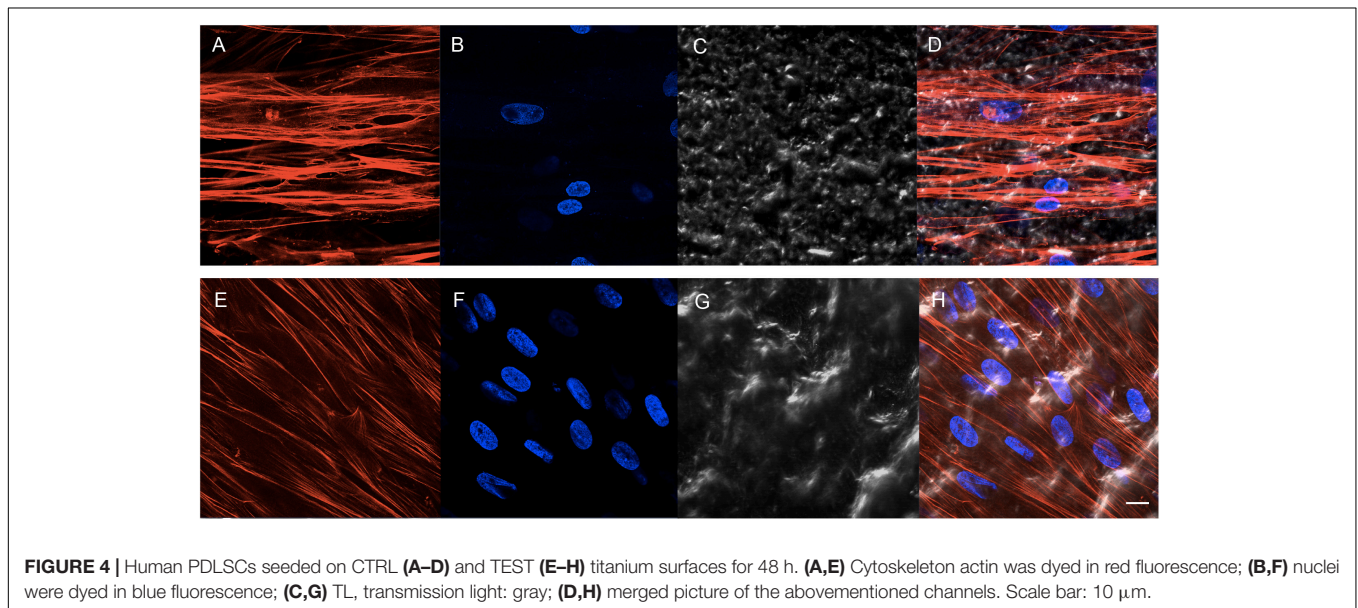 A
B
C
D
E
F
G
H
FIGURE 4 | Human PDLSCs seeded on CTRL (A–D) and TEST (E–H) titanium surfaces for 48 h. (A,E) Cytoskeleton actin was dyed in red fluorescence; (B,F) nuclei
were dyed in blue fluorescence; (C,G) TL, transmission light: gray; (D,H) merged picture of the abovementioned channels. Scale bar: 10 μm.